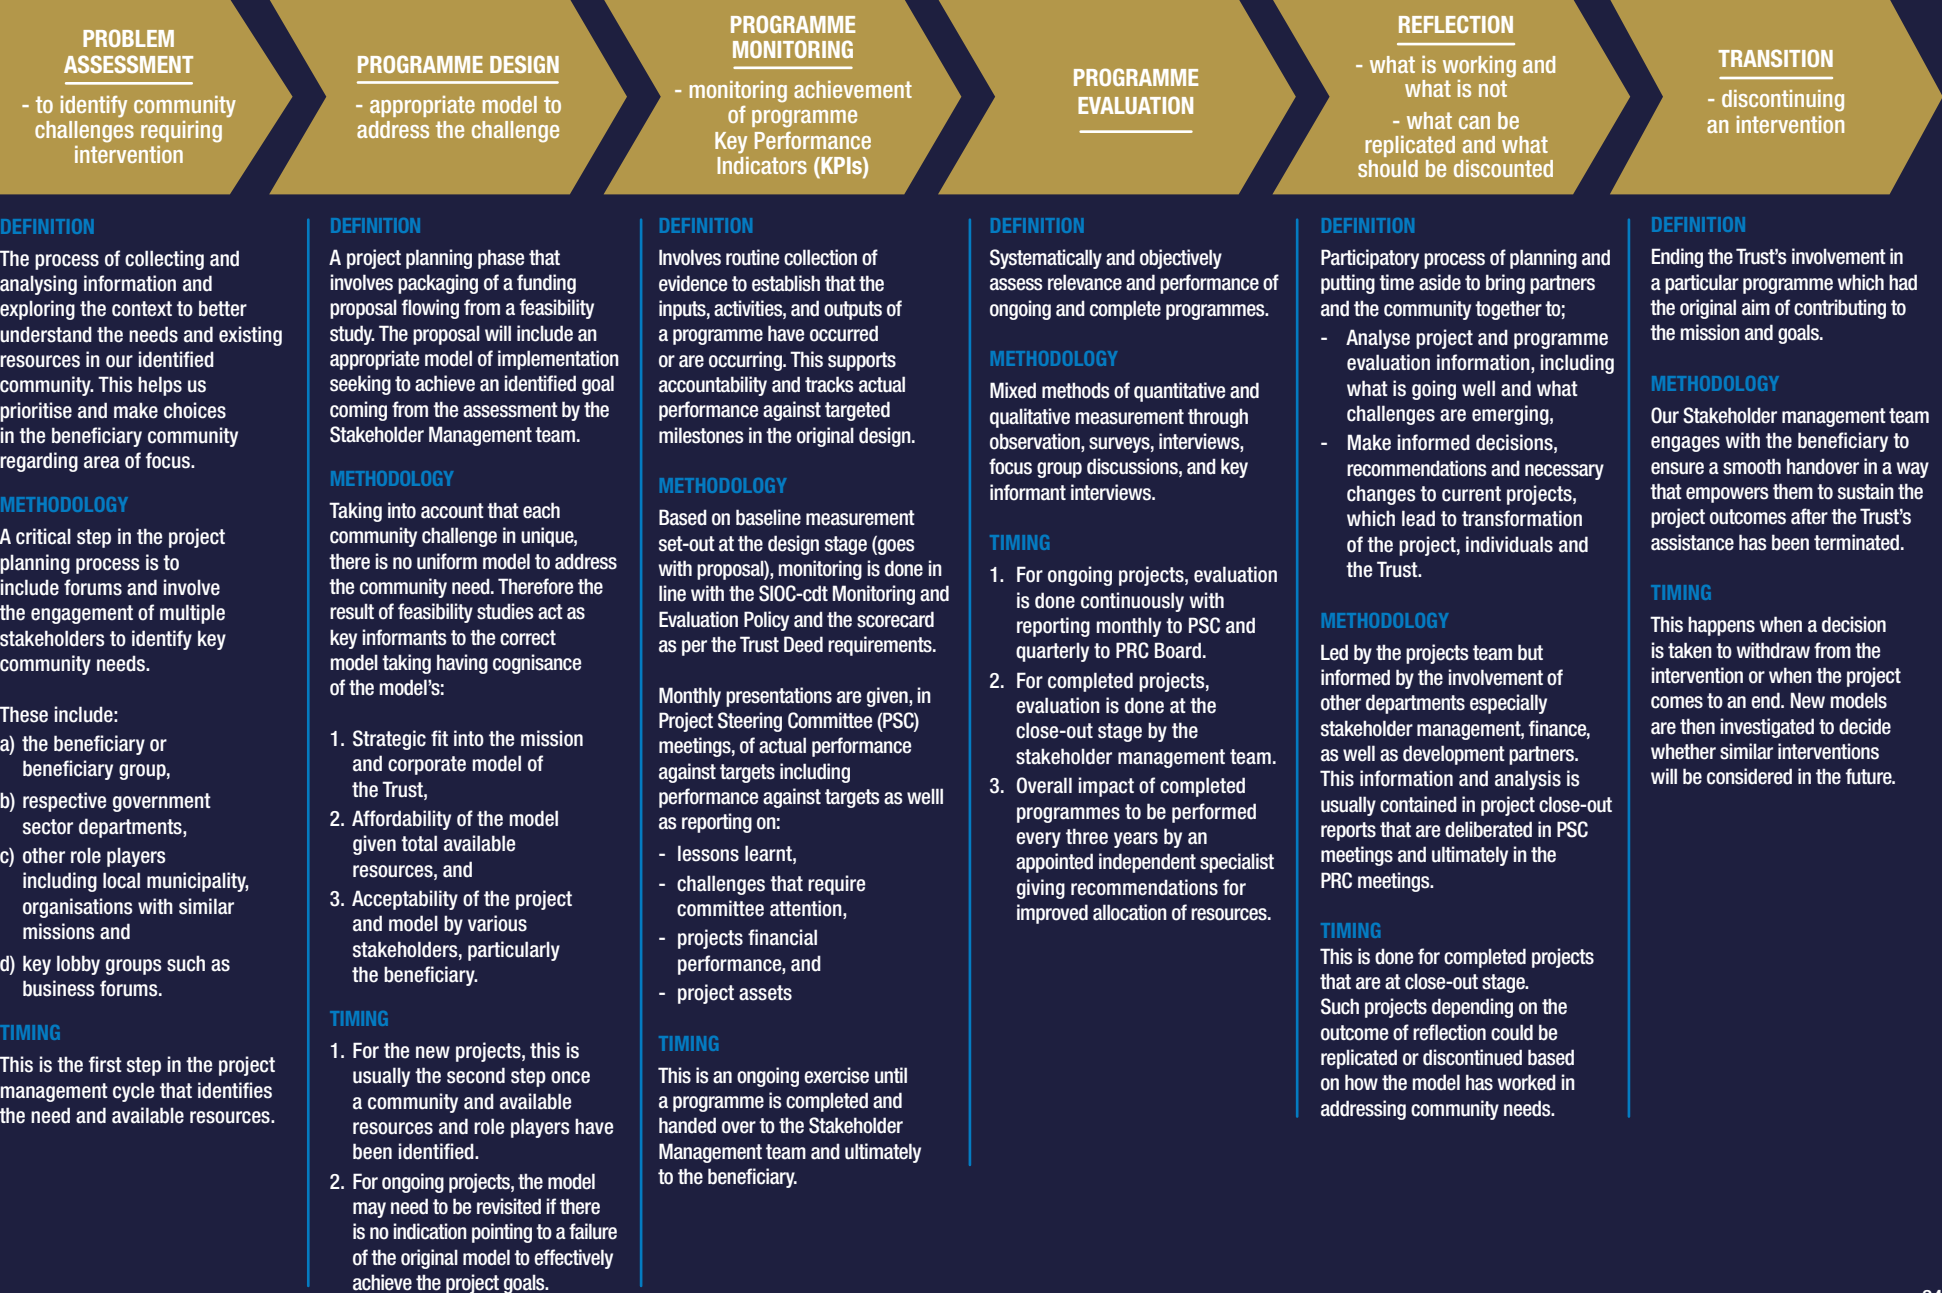 PROBLEM
ASSESSMENT
- to identify community
challenges requiring
intervention
PROGRAMME DESIGN
- appropriate model to
address the challenge
PROGRAMME
MONITORING
- monitoring achievement
of programme
Key Performance
Indicators (KPIs)
PROGRAMME
EVALUATION
REFLECTION
- what is working and
what is not
- what can be
replicated and what
should be discounted
TRANSITION
- discontinuing
an intervention
DEFINITION
The process of collecting and
analysing information and
exploring the context to better
understand the needs and existing
resources in our identified
community. This helps us
prioritise and make choices
in the beneficiary community
regarding area of focus.
METHODOLOGY
A critical step in the project
planning process is to
include forums and involve
the engagement of multiple
stakeholders to identify key
community needs.
These include:
a) the beneficiary or
beneficiary group,
b) respective government
sector departments,
c) other role players
including local municipality,
organisations with similar
missions and
d) key lobby groups such as
business forums.
TIMING
This is the first step in the project
management cycle that identifies
the need and available resources.
DEFINITION
A project planning phase that
involves packaging of a funding
proposal flowing from a feasibility
study. The proposal will include an
appropriate model of implementation
seeking to achieve an identified goal
coming from the assessment by the
Stakeholder Management team.
METHODOLOGY
Taking into account that each
community challenge in unique,
there is no uniform model to address
the community need. Therefore the
result of feasibility studies act as
key informants to the correct
model taking having cognisance
of the model's:
1. Strategic fit into the mission
and corporate model of
the Trust,
2. Affordability of the model
given total available
resources, and
3. Acceptability of the project
and model by various
stakeholders, particularly
the beneficiary.
TIMING
1. For the new projects, this is
usually the second step once
a community and available
resources and role players have
been identified.
2. For ongoing projects, the model
may need to be revisited if there
is no indication pointing to a failure
of the original model to effectively
achieve the project goals.
DEFINITION
Involves routine collection of
evidence to establish that the
inputs, activities, and outputs of
a programme have occurred
or are occurring. This supports
accountability and tracks actual
performance against targeted
milestones in the original design.
METHODOLOGY
Based on baseline measurement
set-out at the design stage (goes
with proposal), monitoring is done in
line with the SIOC-cdt Monitoring and
Evaluation Policy and the scorecard
as per the Trust Deed requirements.
Monthly presentations are given, in
Project Steering Committee (PSC)
meetings, of actual performance
against targets including
performance against targets as welll
as reporting on:
- lessons learnt,
- challenges that require
committee attention,
- projects financial
performance, and
- project assets
TIMING
This is an ongoing exercise until
a programme is completed and
handed over to the Stakeholder
Management team and ultimately
to the beneficiary.
DEFINITION
Systematically and objectively
assess relevance and performance of
ongoing and complete programmes.
METHODOLOGY
Mixed methods of quantitative and
qualitative measurement through
observation, surveys, interviews,
focus group discussions, and key
informant interviews.
TIMING
1. For ongoing projects, evaluation
is done continuously with
reporting monthly to PSC and
quarterly to PRC Board.
2. For completed projects,
evaluation is done at the
close-out stage by the
stakeholder management team.
3. Overall impact of completed
programmes to be performed
every three years by an
appointed independent specialist
giving recommendations for
improved allocation of resources.
DEFINITION
Participatory process of planning and
putting time aside to bring partners
and the community together to;
- Analyse project and programme
evaluation information, including
what is going well and what
challenges are emerging,
- Make informed decisions,
recommendations and necessary
changes to current projects,
which lead to transformation
of the project, individuals and
the Trust.
METHODOLOGY
Led by the projects team but
informed by the involvement of
other departments especially
stakeholder management, finance,
as well as development partners.
This information and analysis is
usually contained in project close-out
reports that are deliberated in PSC
meetings and ultimately in the
PRC meetings.
TIMING
This is done for completed projects
that are at close-out stage.
Such projects depending on the
outcome of reflection could be
replicated or discontinued based
on how the model has worked in
addressing community needs.
DEFINITION
Ending the Trust's involvement in
a particular programme which had
the original aim of contributing to
the mission and goals.
METHODOLOGY
Our Stakeholder management team
engages with the beneficiary to
ensure a smooth handover in a way
that empowers them to sustain the
project outcomes after the Trust's
assistance has been terminated.
TIMING
This happens when a decision
is taken to withdraw from the
intervention or when the project
comes to an end. New models
are then investigated to decide
whether similar interventions
will be considered in the future.